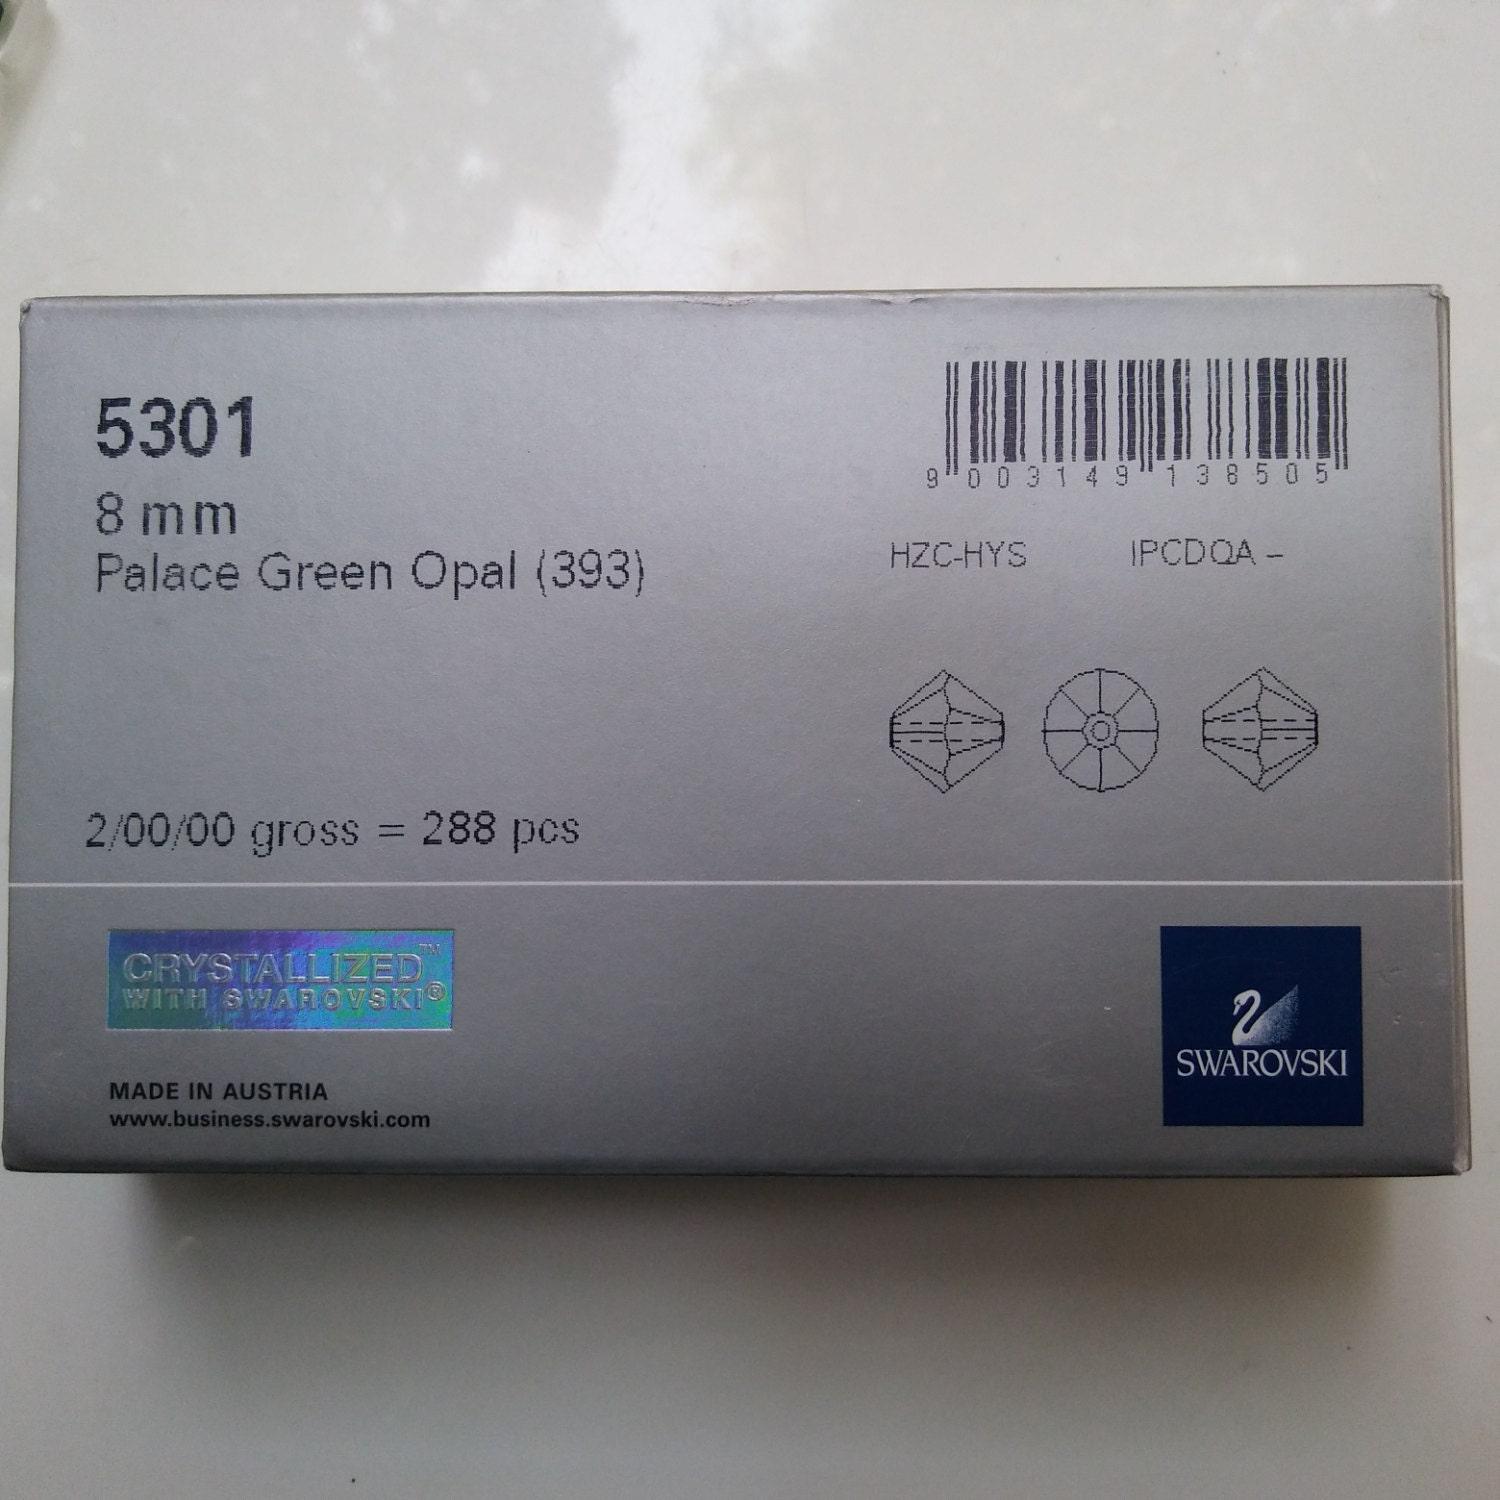 5301
8 mm
Palace Green Opal (393)
9 003149 138505
HZC-HYS IPCDQA –
2/00/00 gross = 288 pcs
CRYSTALLIZED™
WITH SWAROVSKI®
MADE IN AUSTRIA
www.business.swarovski.com
SWAROVSKI